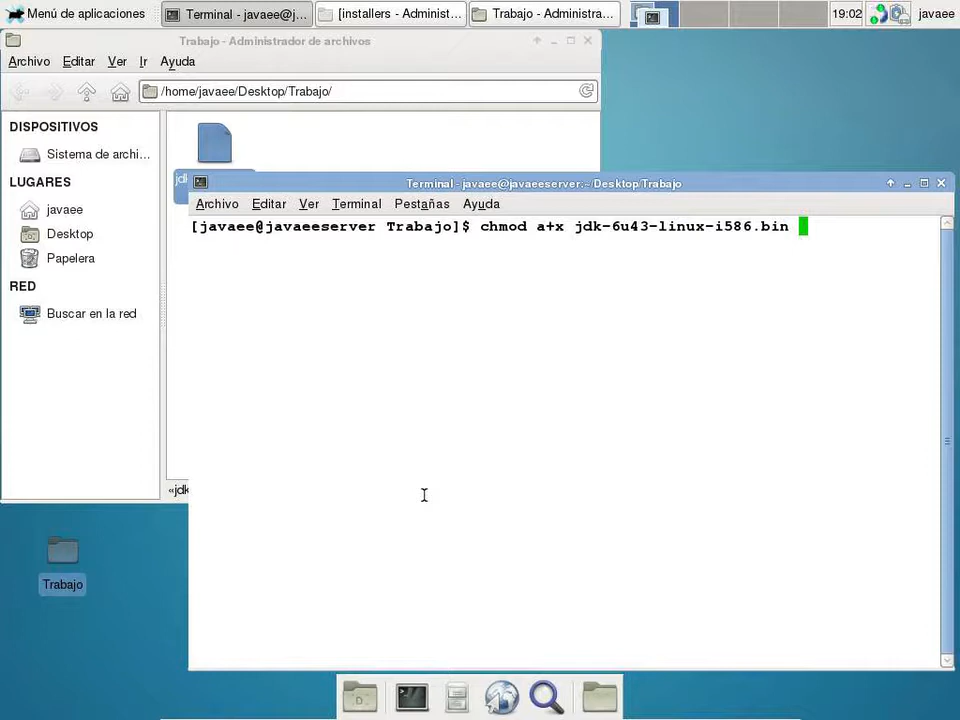 Menú de aplicaciones
Terminal - javaee@j...
[installers - Administ...
Trabajo - Administra...
19:02
javaee
Trabajo - Administrador de archivos
Archivo Editar Ver Ir Ayuda
/home/javaee/Desktop/Trabajo/
DISPOSITIVOS
Sistema de archi...
LUGARES
javaee
Desktop
Papelera
RED
Buscar en la red
jdk
«jdk
Terminal - javaee@javaeeserver:~/Desktop/Trabajo
Archivo Editar Ver Terminal Pestañas Ayuda
[javaee@javaeeserver Trabajo]$ chmod a+x jdk-6u43-linux-i586.bin
Trabajo